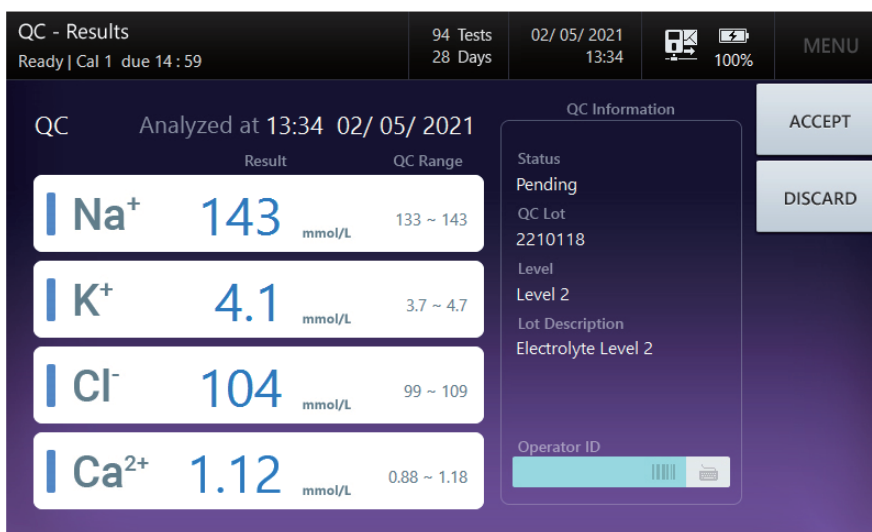 QC - Results
Ready | Cal 1 due 14 : 59
94 Tests
28 Days
02/ 05/ 2021
13:34
100%
MENU
QC Analyzed at 13:34 02/ 05/ 2021
Result QC Range
Na⁺ 143 mmol/L 133 ~ 143
K⁺ 4.1 mmol/L 3.7 ~ 4.7
Cl⁻ 104 mmol/L 99 ~ 109
Ca²⁺ 1.12 mmol/L 0.88 ~ 1.18
QC Information
Status
Pending
QC Lot
2210118
Level
Level 2
Lot Description
Electrolyte Level 2
Operator ID
ACCEPT
DISCARD